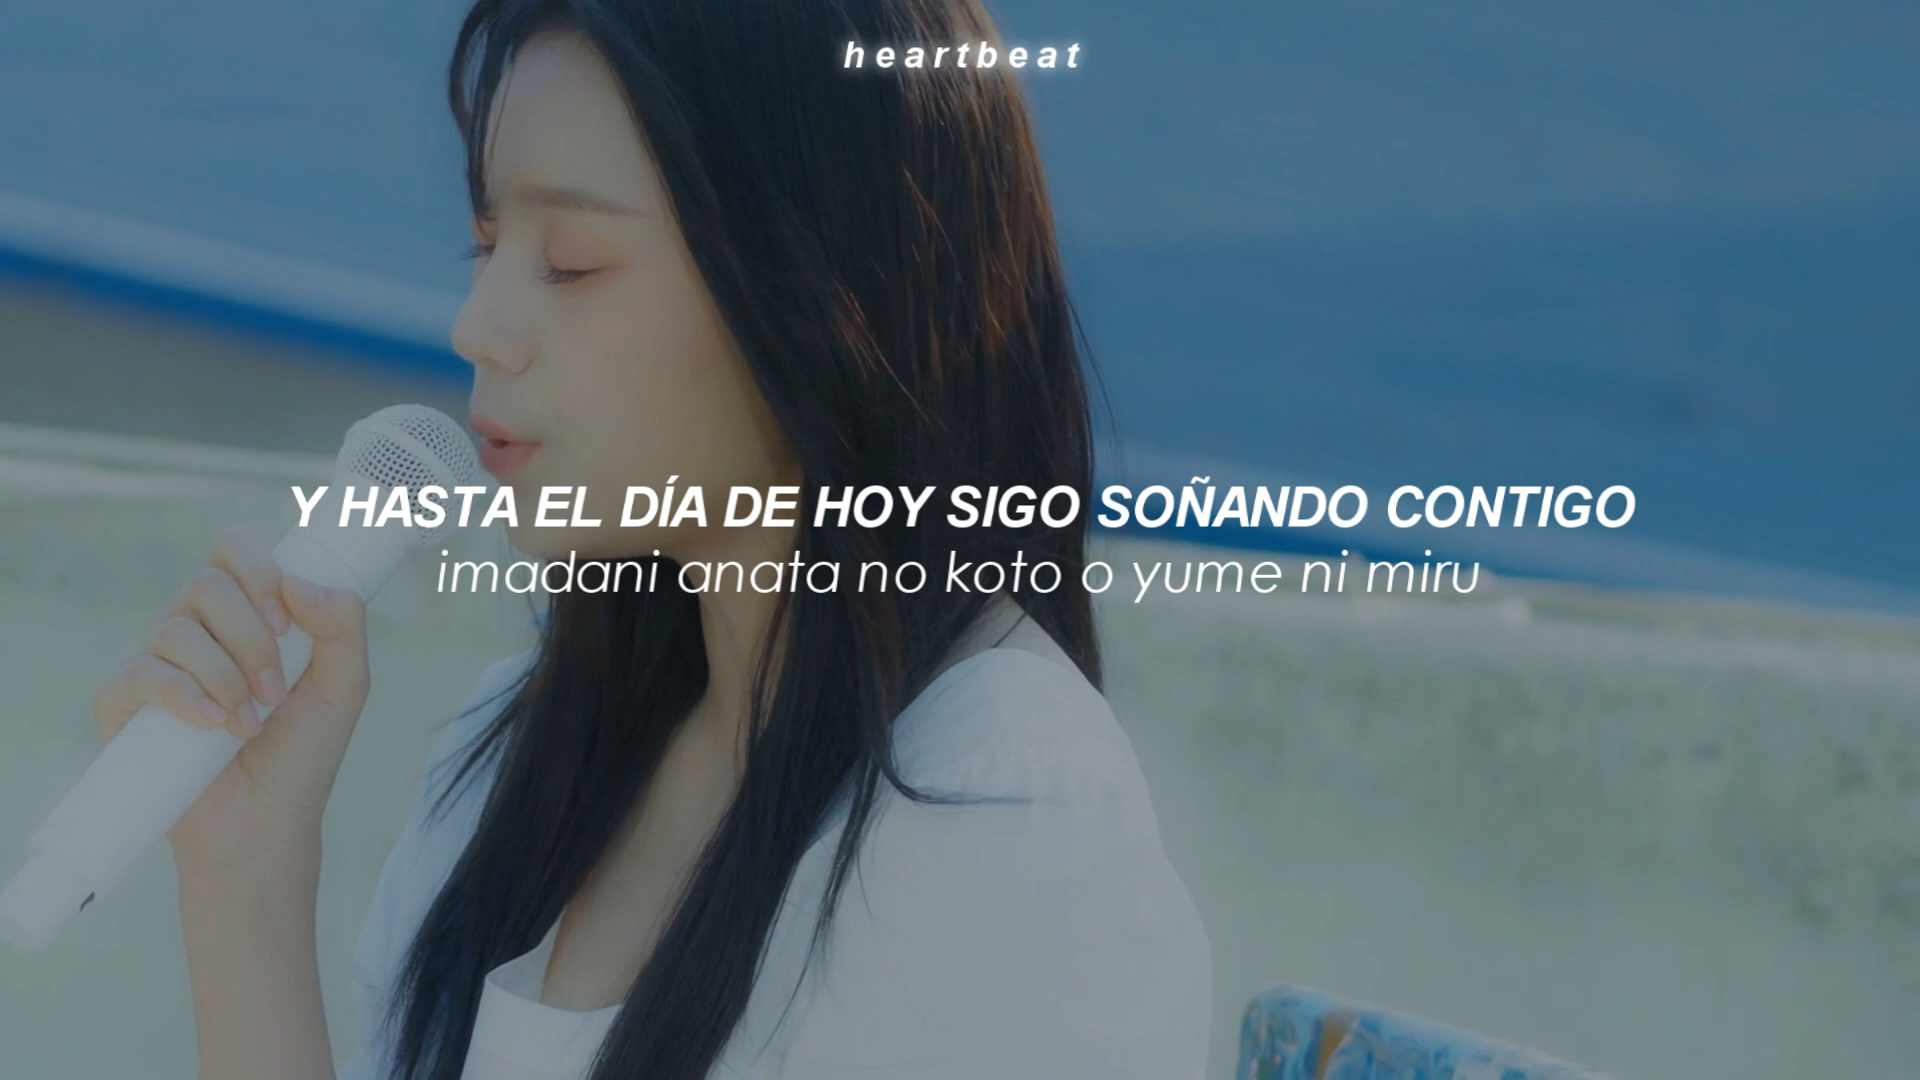 heartbeat
Y HASTA EL DÍA DE HOY SIGO SOÑANDO CONTIGO
imadani anata no koto o yume ni miru